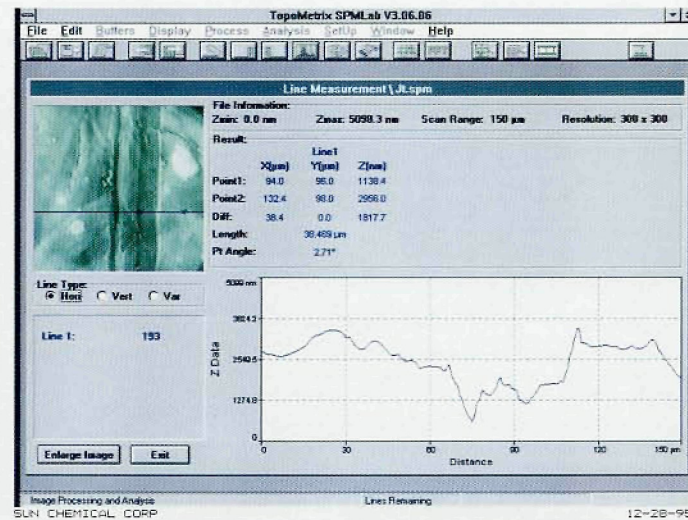 TopoMetrix SPMLab V3.06.06
File Edit Buffers Display Process Analysis SetUp Window Help
Line Measurement \ Jt.spm
File Information:
Zmin: 0.0 nm Zmax: 5098.3 nm Scan Range: 150 µm Resolution: 300 x 300
Result:
Line1
X(µm) Y(µm) Z(nm)
Point1: 94.0 1138.4
Point2: 132.4 98.0 2956.0
Diff: 38.4 0.0 1817.7
Length: 38.469 µm
Pt Angle: 2.71°
Line Type:
Hori Vert Var
Line 1: 193
5099 nm
3824.2
2549.5
1274.8
0
Z Data
0 30 60 90 120 150 µm
Distance
Enlarge Image Exit
Image Processing and Analysis Lines Remaining
SUN CHEMICAL CORP 12-28-95